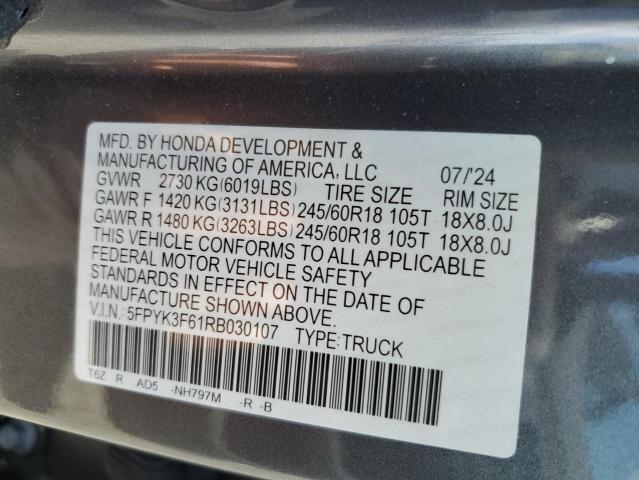 MFD. BY HONDA DEVELOPMENT &
MANUFACTURING OF AMERICA, LLC 07/'24
GVWR 2730 KG(6019LBS) TIRE SIZE RIM SIZE
GAWR F 1420 KG(3131LBS) 245/60R18 105T 18X8.0J
GAWR R 1480 KG(3263LBS) 245/60R18 105T 18X8.0J
THIS VEHICLE CONFORMS TO ALL APPLICABLE
FEDERAL MOTOR VEHICLE SAFETY
STANDARDS IN EFFECT ON THE DATE OF
MANUFACTURE SHOWN ABOVE.
V.I.N.: 5FPYK3F61RB030107 TYPE:TRUCK
T6Z R AD5 -NH797M -R -B